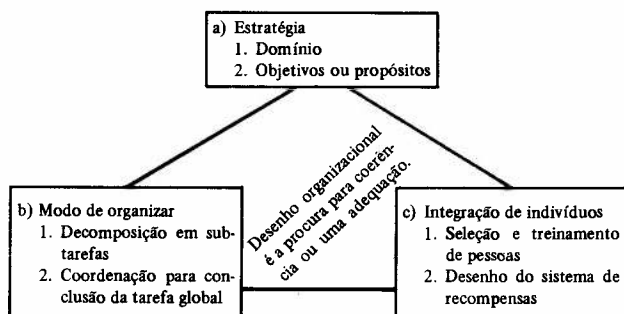 a) Estratégia
1. Domínio
2. Objetivos ou propósitos
Desenho organizacional
é a procura para coerên-
cia ou uma adequação.
b) Modo de organizar
1. Decomposição em sub-
tarefas
2. Coordenação para con-
clusão da tarefa global
c) Integração de indivíduos
1. Seleção e treinamento
de pessoas
2. Desenho do sistema de
recompensas